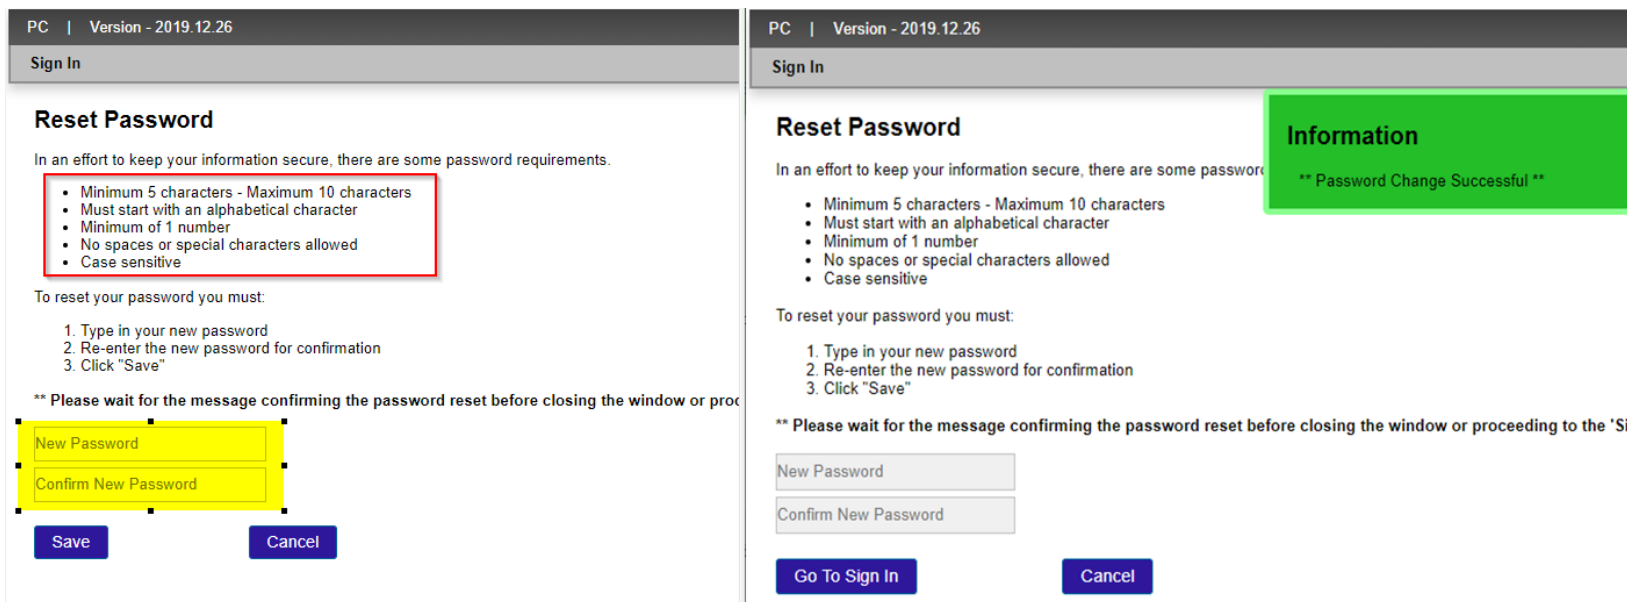 PC | Version - 2019.12.26
Sign In
Reset Password
In an effort to keep your information secure, there are some password requirements.
• Minimum 5 characters - Maximum 10 characters
• Must start with an alphabetical character
• Minimum of 1 number
• No spaces or special characters allowed
• Case sensitive
To reset your password you must:
1. Type in your new password
2. Re-enter the new password for confirmation
3. Click "Save"
** Please wait for the message confirming the password reset before closing the window or proc
New Password
Confirm New Password
Save Cancel
PC | Version - 2019.12.26
Sign In
Reset Password
Information
** Password Change Successful **
In an effort to keep your information secure, there are some passwor
• Minimum 5 characters - Maximum 10 characters
• Must start with an alphabetical character
• Minimum of 1 number
• No spaces or special characters allowed
• Case sensitive
To reset your password you must:
1. Type in your new password
2. Re-enter the new password for confirmation
3. Click "Save"
** Please wait for the message confirming the password reset before closing the window or proceeding to the 'Si
New Password
Confirm New Password
Go To Sign In Cancel